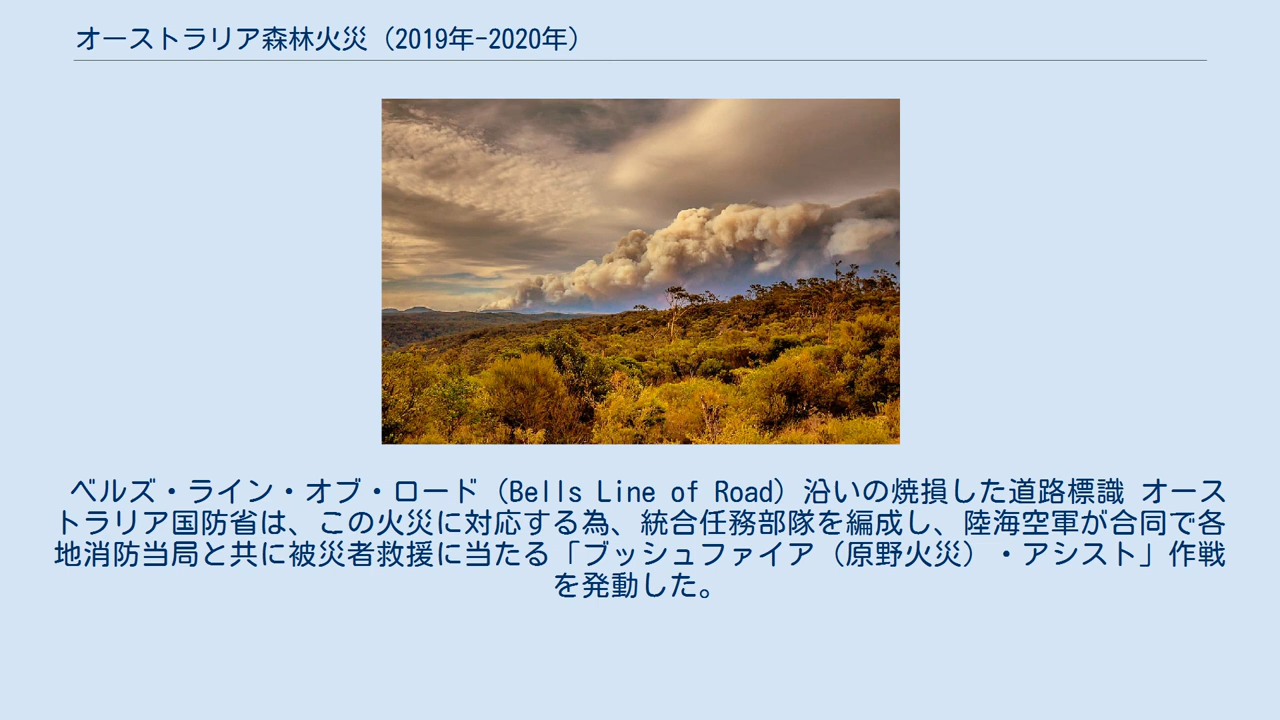 オーストラリア森林火災（2019年-2020年）
ベルズ・ライン・オブ・ロード（Bells Line of Road）沿いの焼損した道路標識 オース
トラリア国防省は、この火災に対応する為、統合任務部隊を編成し、陸海空軍が合同で各
地消防当局と共に被災者救援に当たる「ブッシュファイア（原野火災）・アシスト」作戦
を発動した。